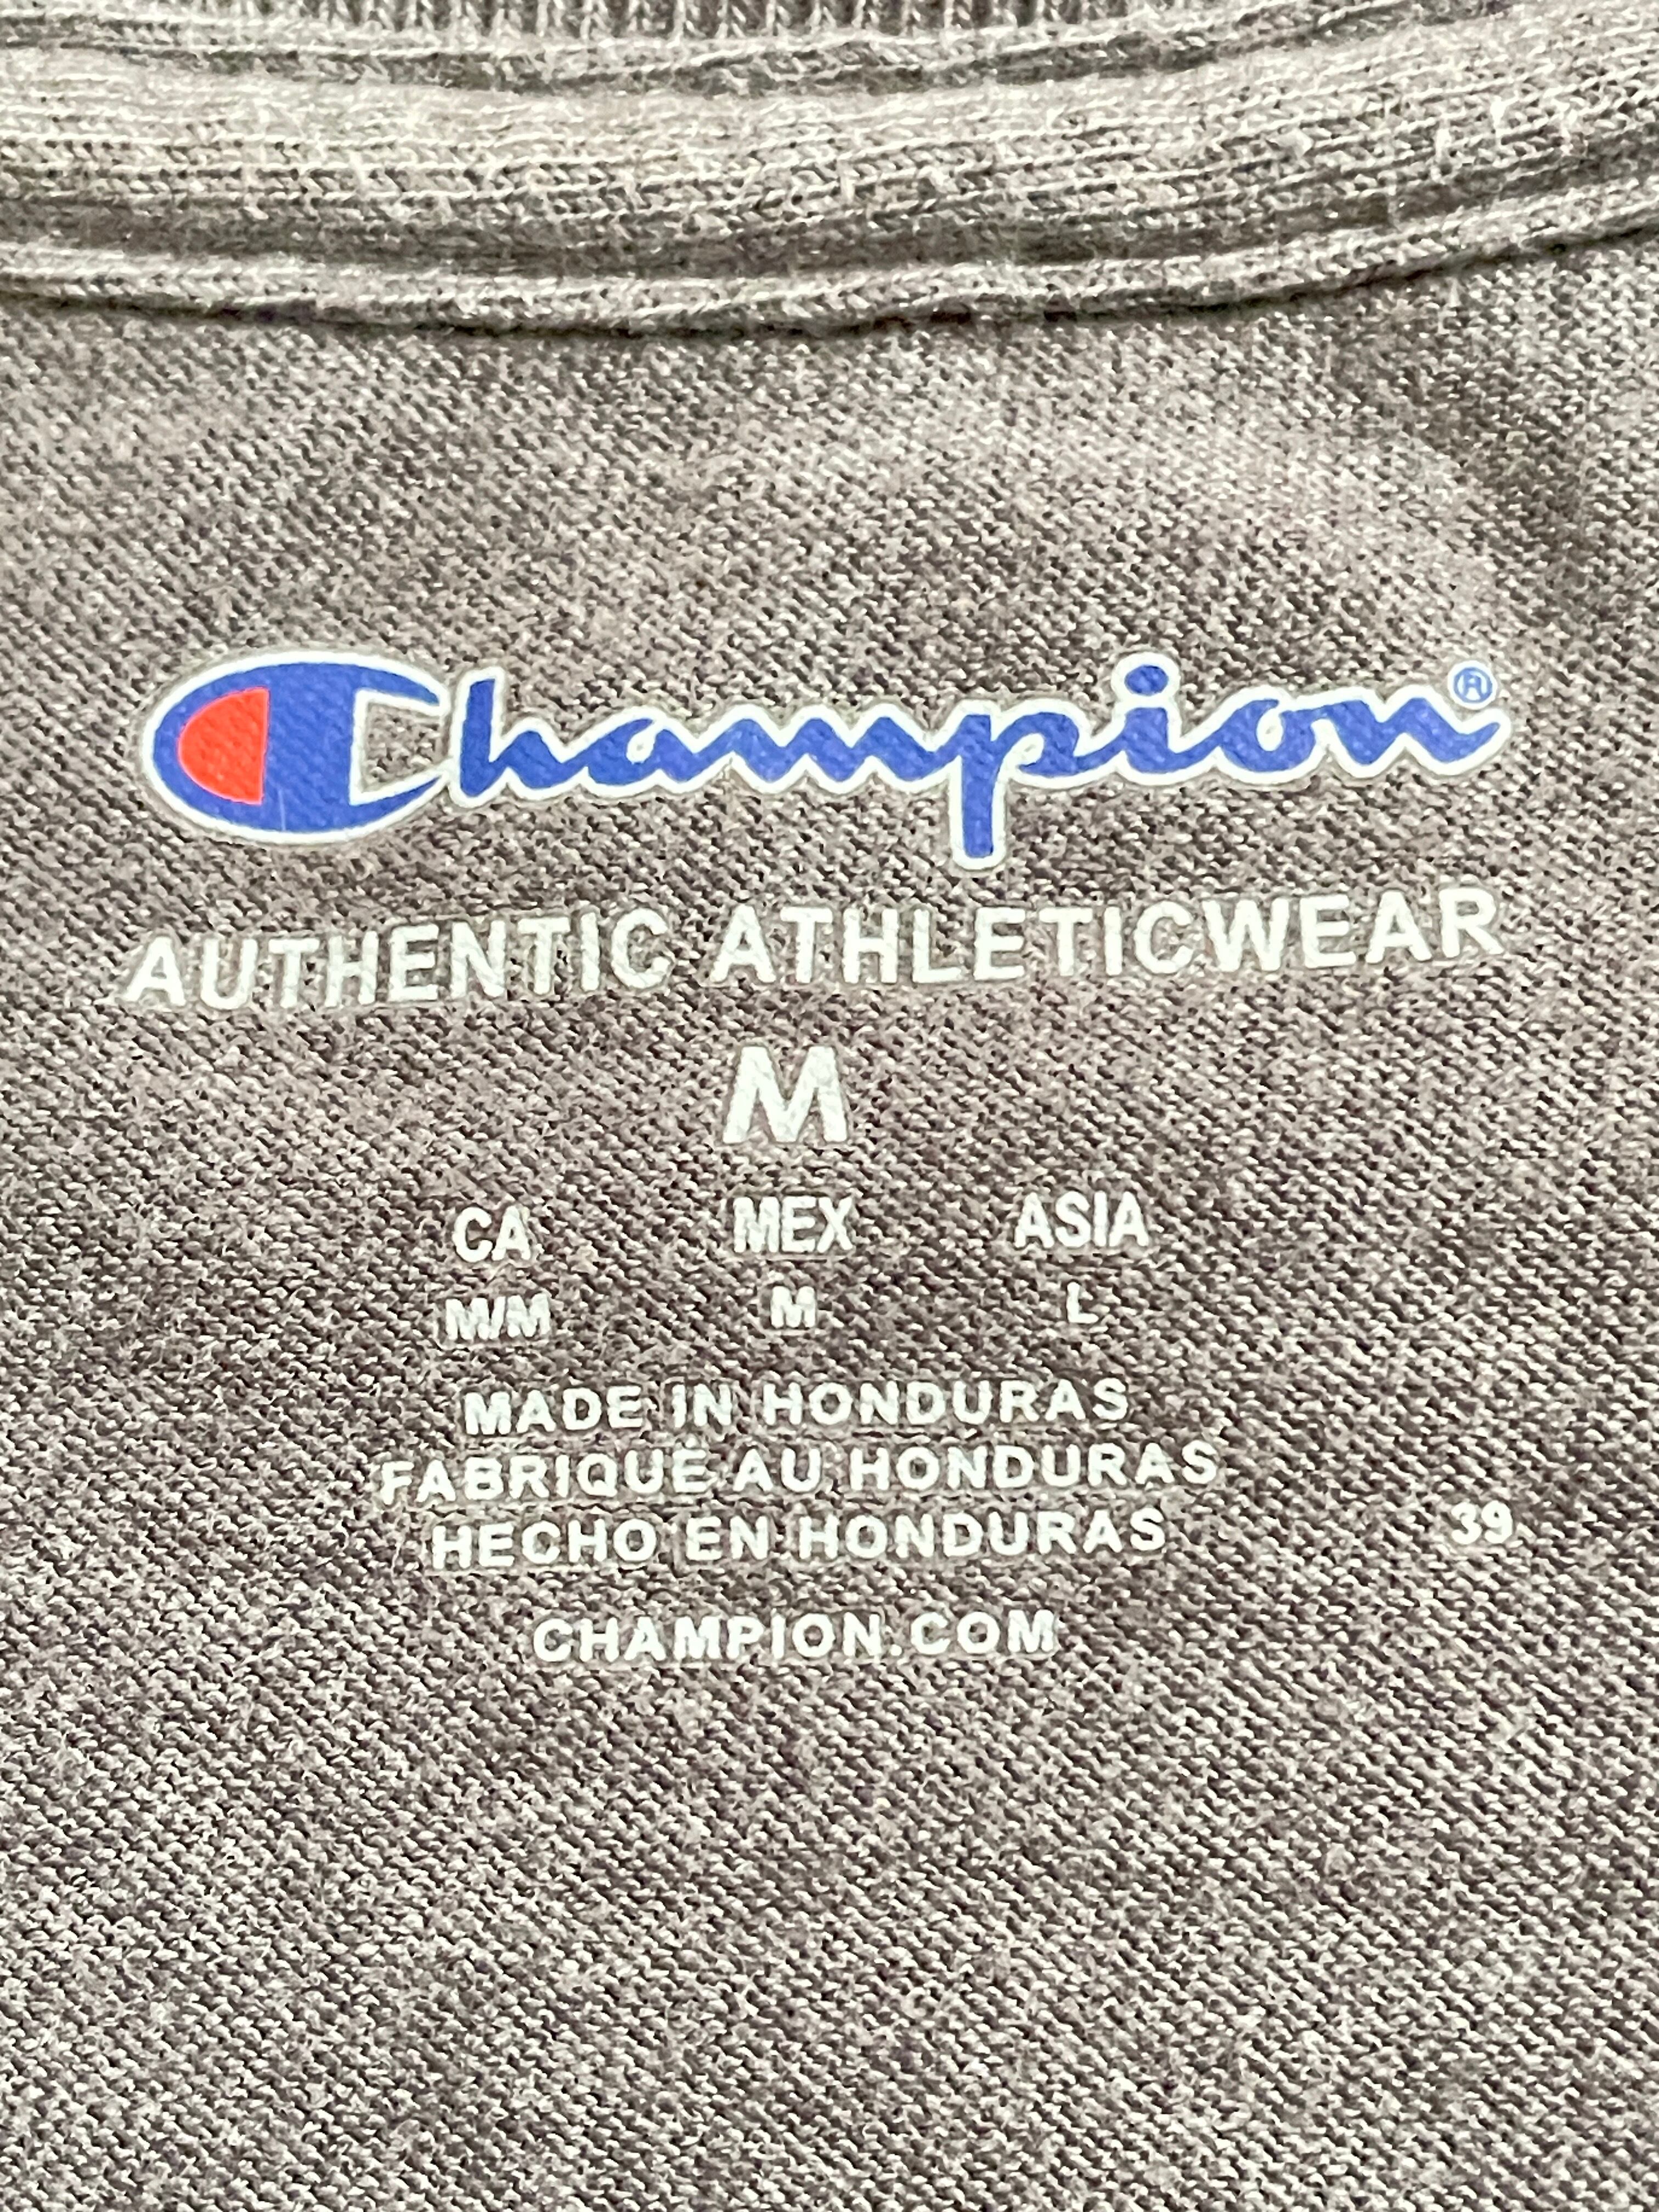 Champion®
AUTHENTIC ATHLETICWEAR
M
CA MEX ASIA
M/M M L
MADE IN HONDURAS
FABRIQUÉ AU HONDURAS
HECHO EN HONDURAS 39
CHAMPION.COM